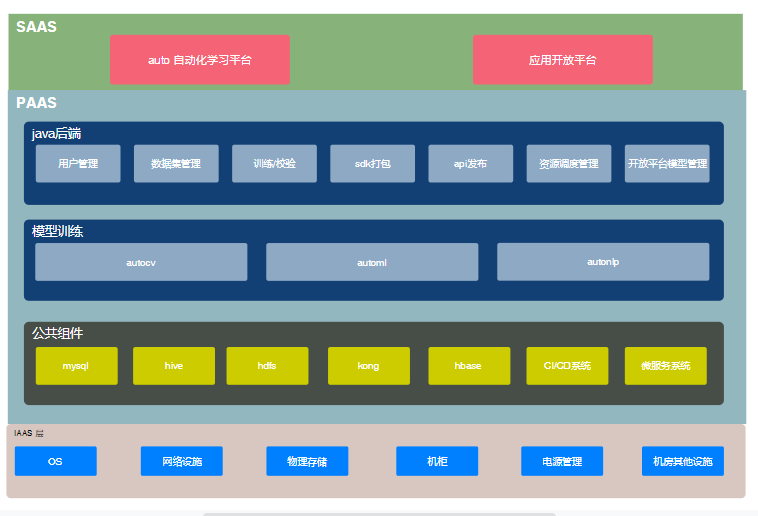 SAAS
auto 自动化学习平台
应用开放平台
PAAS
java后端
用户管理
数据集管理
训练/校验
sdk打包
api发布
资源调度管理
开放平台模型管理
模型训练
autocv
automl
autonlp
公共组件
mysql
hive
hdfs
kong
hbase
CI/CD系统
微服务系统
IAAS 层
OS
网络设施
物理存储
机柜
电源管理
机房其他设施